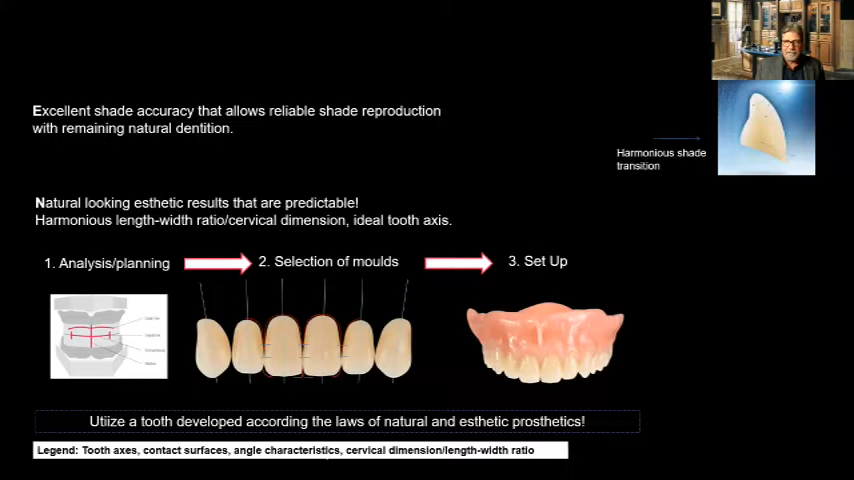 Excellent shade accuracy that allows reliable shade reproduction
with remaining natural dentition.
Harmonious shade
transition
Natural looking esthetic results that are predictable!
Harmonious length-width ratio/cervical dimension, ideal tooth axis.
1. Analysis/planning
2. Selection of moulds
3. Set Up
Utiize a tooth developed according the laws of natural and esthetic prosthetics!
Legend: Tooth axes, contact surfaces, angle characteristics, cervical dimension/length-width ratio